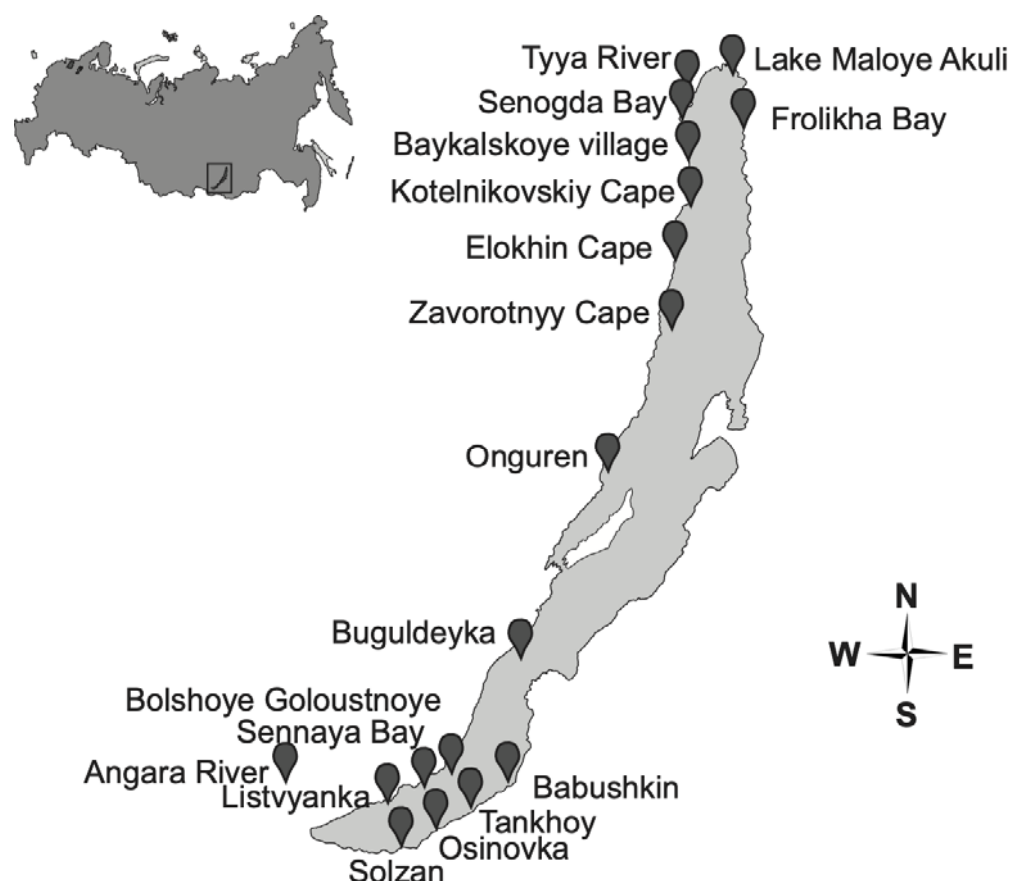 Tyya River
Lake Maloye Akuli
Senogda Bay
Frolikha Bay
Baykalskoye village
Kotelnikovskiy Cape
Elokhin Cape
Zavorotnyy Cape
Onguren
N
W
E
S
Buguldeyka
Bolshoye Goloustnoye
Sennaya Bay
Angara River
Listvyanka
Babushkin
Tankhoy
Osinovka
Solzan